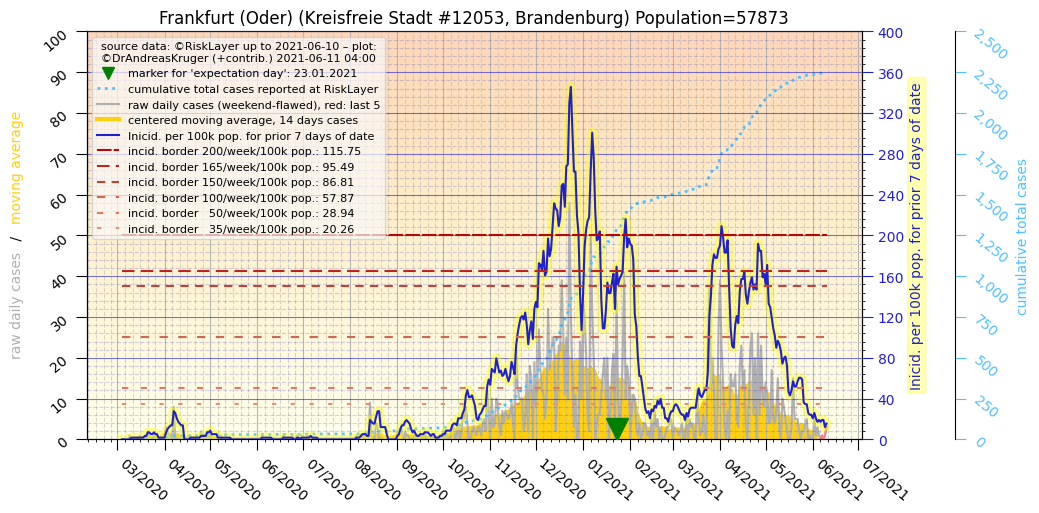 Frankfurt (Oder) (Kreisfreie Stadt #12053, Brandenburg) Population=57873
source data: ©RiskLayer up to 2021-06-10 – plot:
©DrAndreasKruger (+contrib.) 2021-06-11 04:00
marker for 'expectation day': 23.01.2021
cumulative total cases reported at RiskLayer
raw daily cases (weekend-flawed), red: last 5
centered moving average, 14 days cases
Inicid. per 100k pop. for prior 7 days of date
incid. border 200/week/100k pop.: 115.75
incid. border 165/week/100k pop.: 95.49
incid. border 150/week/100k pop.: 86.81
incid. border 100/week/100k pop.: 57.87
incid. border 50/week/100k pop.: 28.94
incid. border 35/week/100k pop.: 20.26
raw daily cases / moving average
100
90
80
70
60
50
40
30
20
10
0
03/2020
04/2020
05/2020
06/2020
07/2020
08/2020
09/2020
10/2020
11/2020
12/2020
01/2021
02/2021
03/2021
04/2021
05/2021
06/2021
07/2021
400
360
320
280
240
200
160
120
80
40
0
Inicid. per 100k pop. for prior 7 days of date
2,500
2,250
2,000
1,750
1,500
1,250
1,000
750
500
250
0
cumulative total cases